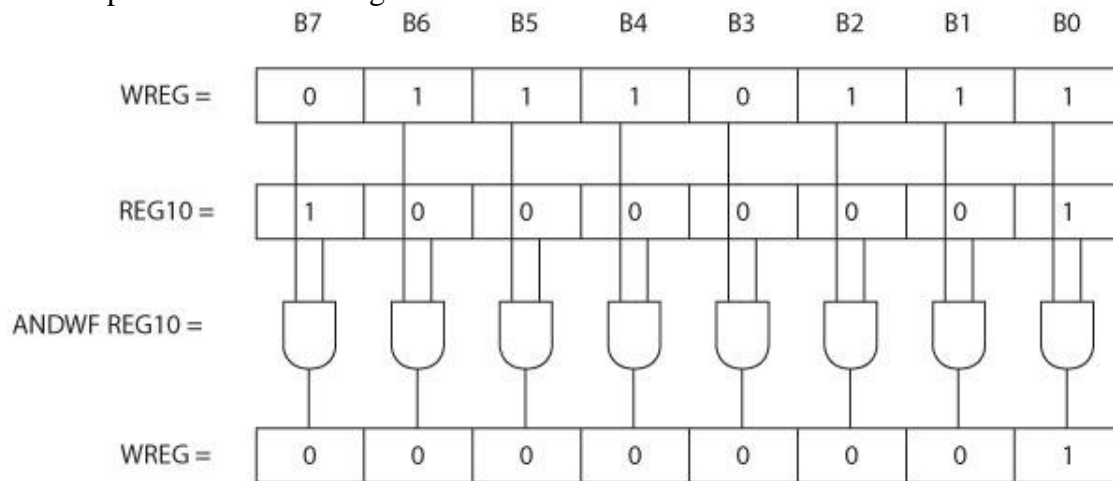 B7 B6 B5 B4 B3 B2 B1 B0
WREG = 0 1 1 1 0 1 1 1
REG10 = 1 0 0 0 0 0 0 1
ANDWF REG10 =
WREG = 0 0 0 0 0 0 0 1